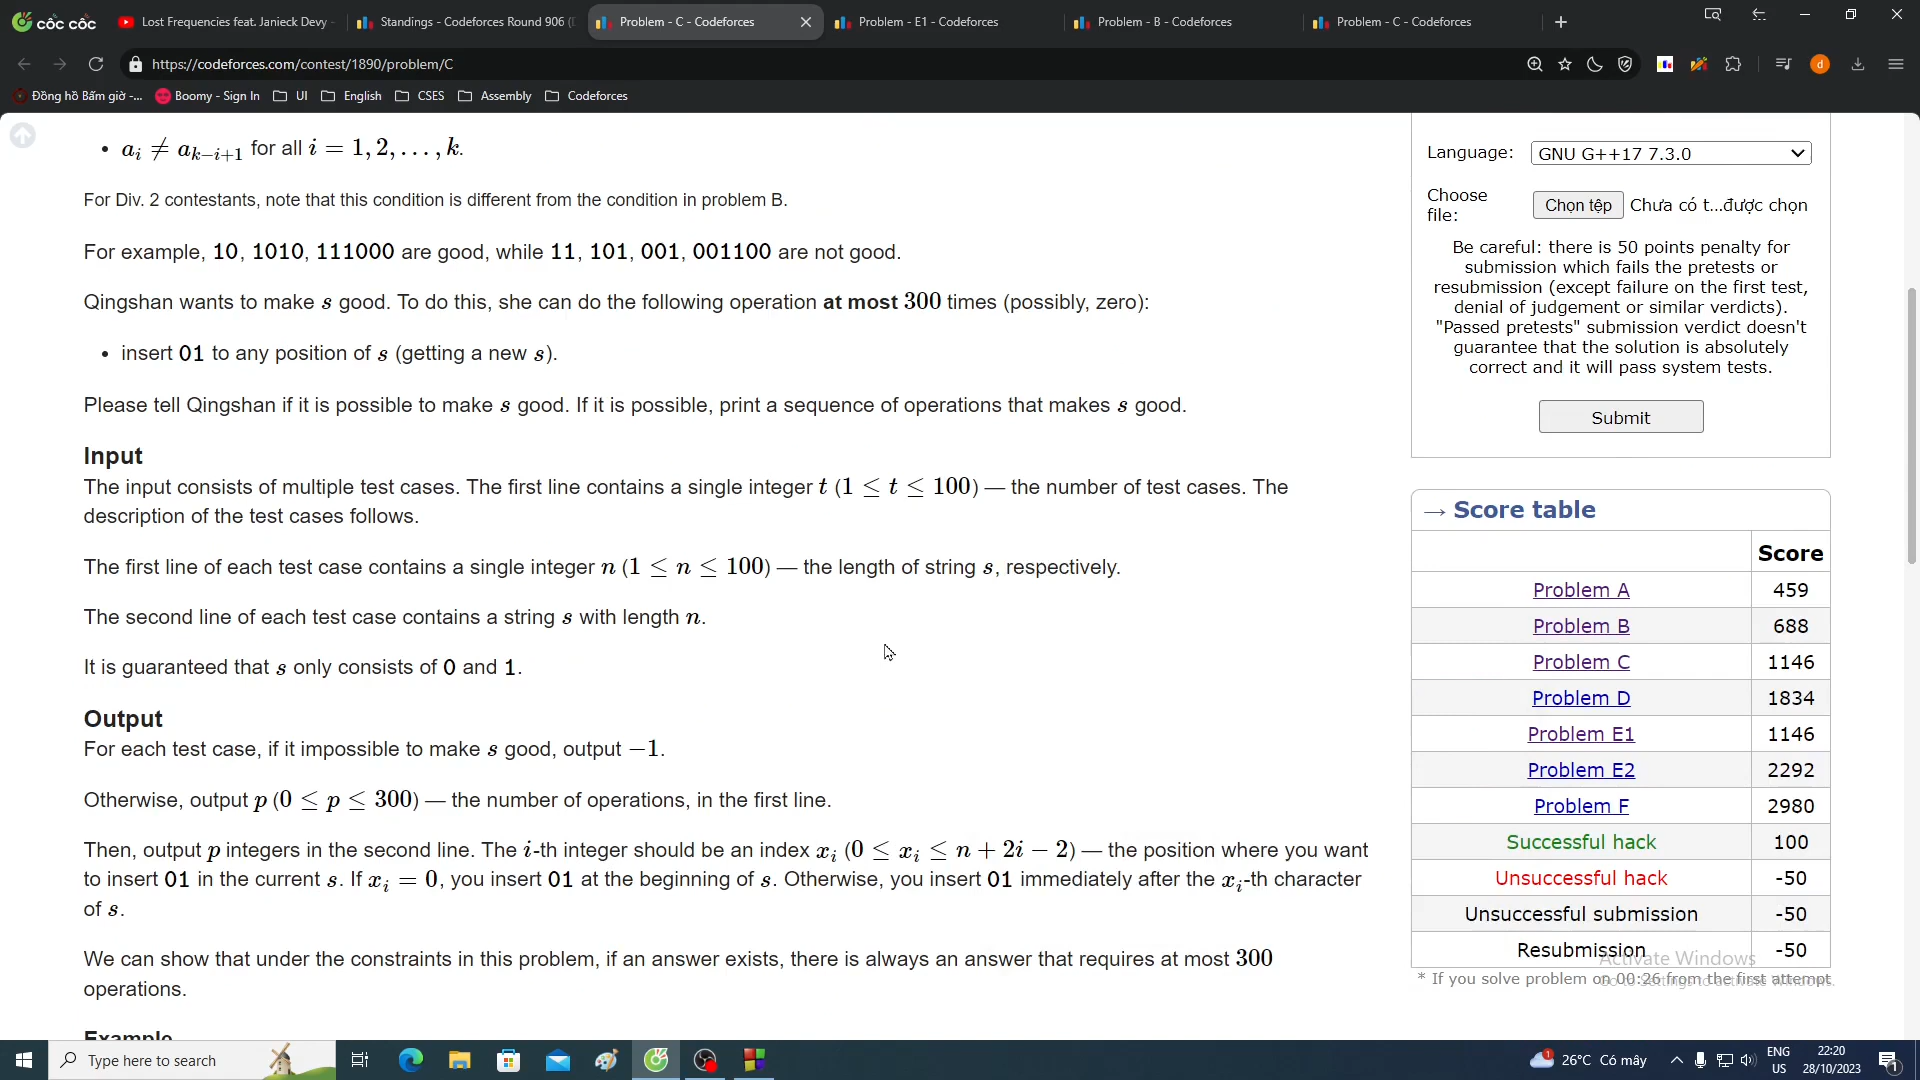 cốc cốc
Lost Frequencies feat. Janieck Devy -
Standings - Codeforces Round 906 (D
Problem - C - Codeforces
Problem - E1 - Codeforces
Problem - B - Codeforces
Problem - C - Codeforces
https://codeforces.com/contest/1890/problem/C
d
Đồng hồ Bấm giờ -...
Boomy - Sign In
UI
English
CSES
Assembly
Codeforces
• a_i ≠ a_{k−i+1} for all i = 1, 2, …, k.
For Div. 2 contestants, note that this condition is different from the condition in problem B.
For example, 10, 1010, 111000 are good, while 11, 101, 001, 001100 are not good.
Qingshan wants to make s good. To do this, she can do the following operation at most 300 times (possibly, zero):
• insert 01 to any position of s (getting a new s).
Please tell Qingshan if it is possible to make s good. If it is possible, print a sequence of operations that makes s good.
Input
The input consists of multiple test cases. The first line contains a single integer t (1 ≤ t ≤ 100) — the number of test cases. The
description of the test cases follows.
The first line of each test case contains a single integer n (1 ≤ n ≤ 100) — the length of string s, respectively.
The second line of each test case contains a string s with length n.
It is guaranteed that s only consists of 0 and 1.
Output
For each test case, if it impossible to make s good, output −1.
Otherwise, output p (0 ≤ p ≤ 300) — the number of operations, in the first line.
Then, output p integers in the second line. The i-th integer should be an index x_i (0 ≤ x_i ≤ n + 2i − 2) — the position where you want
to insert 01 in the current s. If x_i = 0, you insert 01 at the beginning of s. Otherwise, you insert 01 immediately after the x_i-th character
of s.
We can show that under the constraints in this problem, if an answer exists, there is always an answer that requires at most 300
operations.
Example
Language: GNU G++17 7.3.0
Choose
file:
Chọn tệp Chưa có t...được chọn
Be careful: there is 50 points penalty for
submission which fails the pretests or
resubmission (except failure on the first test,
denial of judgement or similar verdicts).
"Passed pretests" submission verdict doesn't
guarantee that the solution is absolutely
correct and it will pass system tests.
Submit
→ Score table
Score
Problem A 459
Problem B 688
Problem C 1146
Problem D 1834
Problem E1 1146
Problem E2 2292
Problem F 2980
Successful hack 100
Unsuccessful hack -50
Unsuccessful submission -50
Resubmission -50
* If you solve problem on 00:26 from the first attempt
Activate Windows
Go to Settings to activate Windows.
Type here to search
1
26°C Có mây
ENG
US
22:20
28/10/2023
1